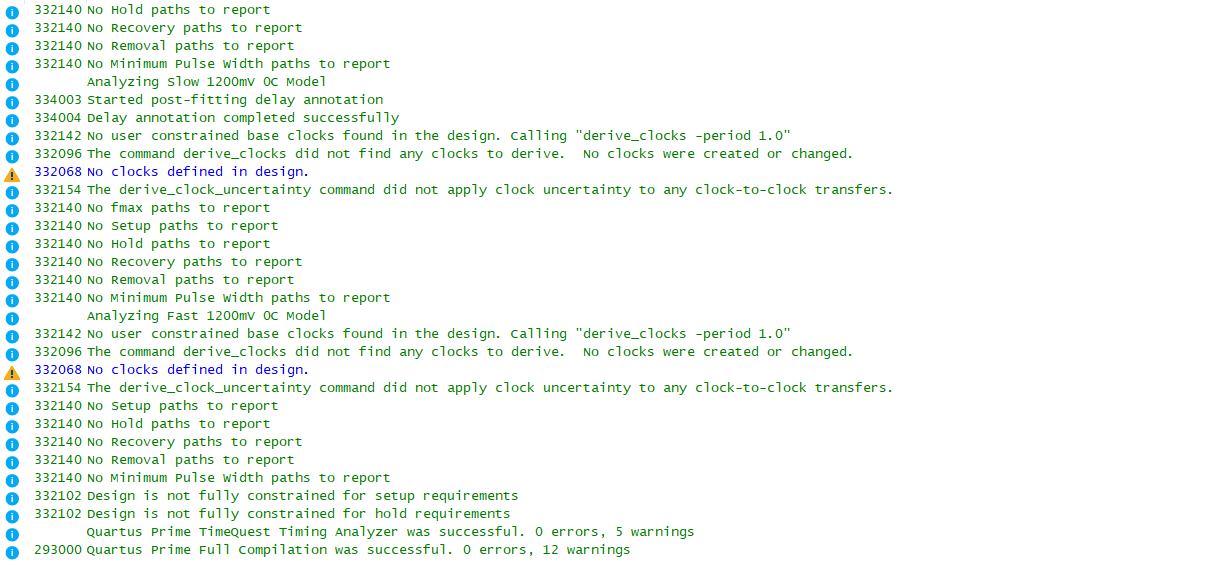 332140 No Hold paths to report
332140 No Recovery paths to report
332140 No Removal paths to report
332140 No Minimum Pulse Width paths to report
Analyzing Slow 1200mV 0C Model
334003 Started post-fitting delay annotation
334004 Delay annotation completed successfully
332142 No user constrained base clocks found in the design. Calling "derive_clocks -period 1.0"
332096 The command derive_clocks did not find any clocks to derive.  No clocks were created or changed.
332068 No clocks defined in design.
332154 The derive_clock_uncertainty command did not apply clock uncertainty to any clock-to-clock transfers.
332140 No fmax paths to report
332140 No Setup paths to report
332140 No Hold paths to report
332140 No Recovery paths to report
332140 No Removal paths to report
332140 No Minimum Pulse Width paths to report
Analyzing Fast 1200mV 0C Model
332142 No user constrained base clocks found in the design. Calling "derive_clocks -period 1.0"
332096 The command derive_clocks did not find any clocks to derive.  No clocks were created or changed.
332068 No clocks defined in design.
332154 The derive_clock_uncertainty command did not apply clock uncertainty to any clock-to-clock transfers.
332140 No Setup paths to report
332140 No Hold paths to report
332140 No Recovery paths to report
332140 No Removal paths to report
332140 No Minimum Pulse Width paths to report
332102 Design is not fully constrained for setup requirements
332102 Design is not fully constrained for hold requirements
Quartus Prime TimeQuest Timing Analyzer was successful. 0 errors, 5 warnings
293000 Quartus Prime Full Compilation was successful. 0 errors, 12 warnings